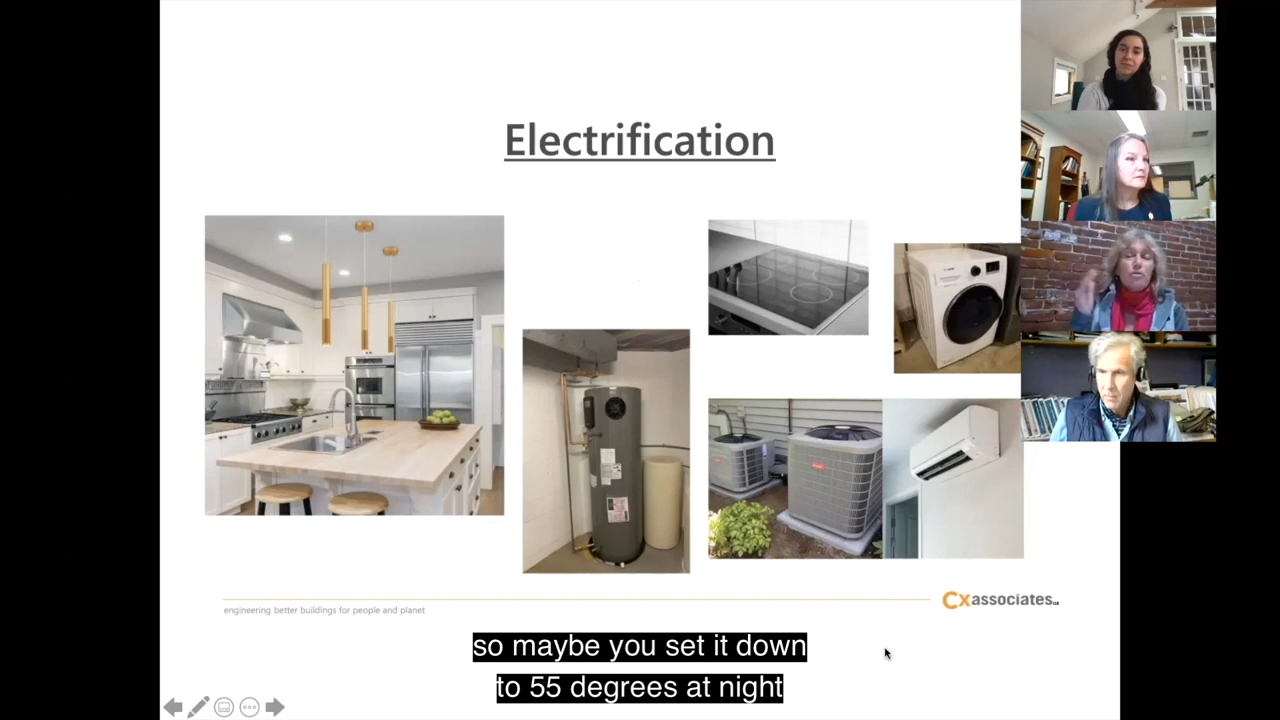 Electrification
engineering better buildings for people and planet
Cxassociates
so maybe you set it down
to 55 degrees at night